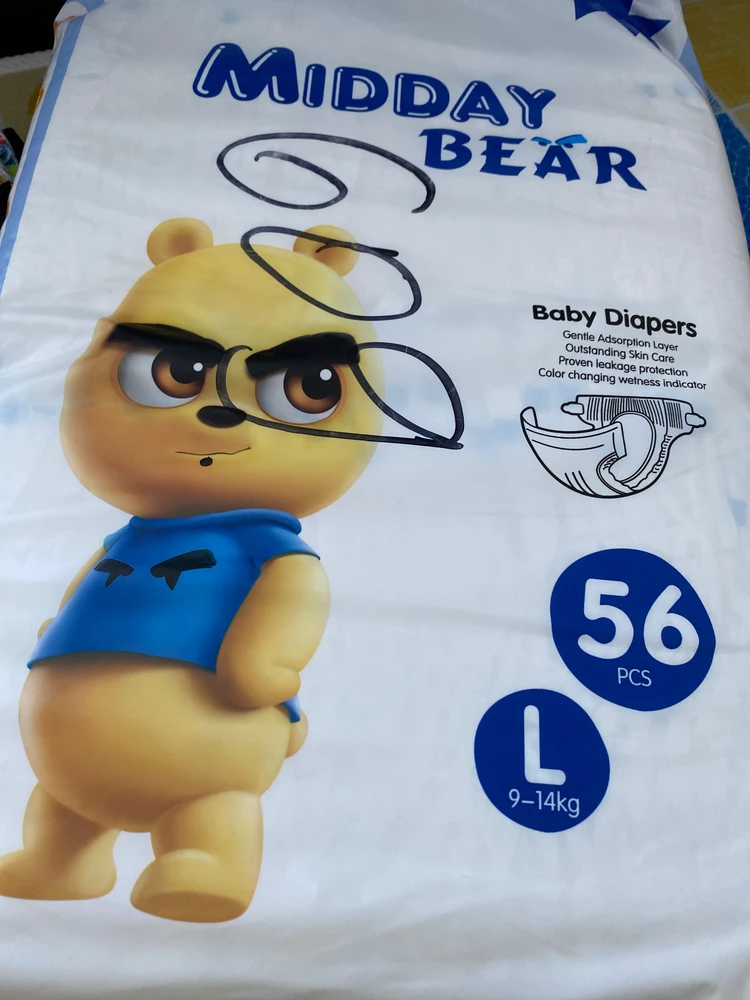 MIDDAY
BEAR
Baby Diapers
Gentle Adsorption Layer
Outstanding Skin Care
Proven leakage protection
Color changing wetness indicator
56
PCS
L
9-14kg